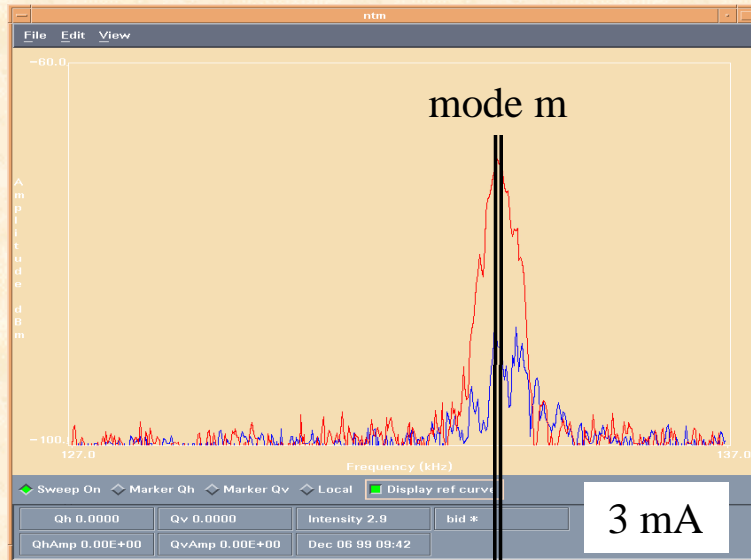 ntm
File Edit View
-60.0
mode m
Amplitude dBm
-100.0
127.0
137.0
Frequency (kHz)
Sweep On Marker Qh Marker Qv Local Display ref curve
Qh 0.0000 Qv 0.0000 Intensity 2.9 bid *
QhAmp 0.00E+00 QvAmp 0.00E+00 Dec 06 99 09:42
3 mA